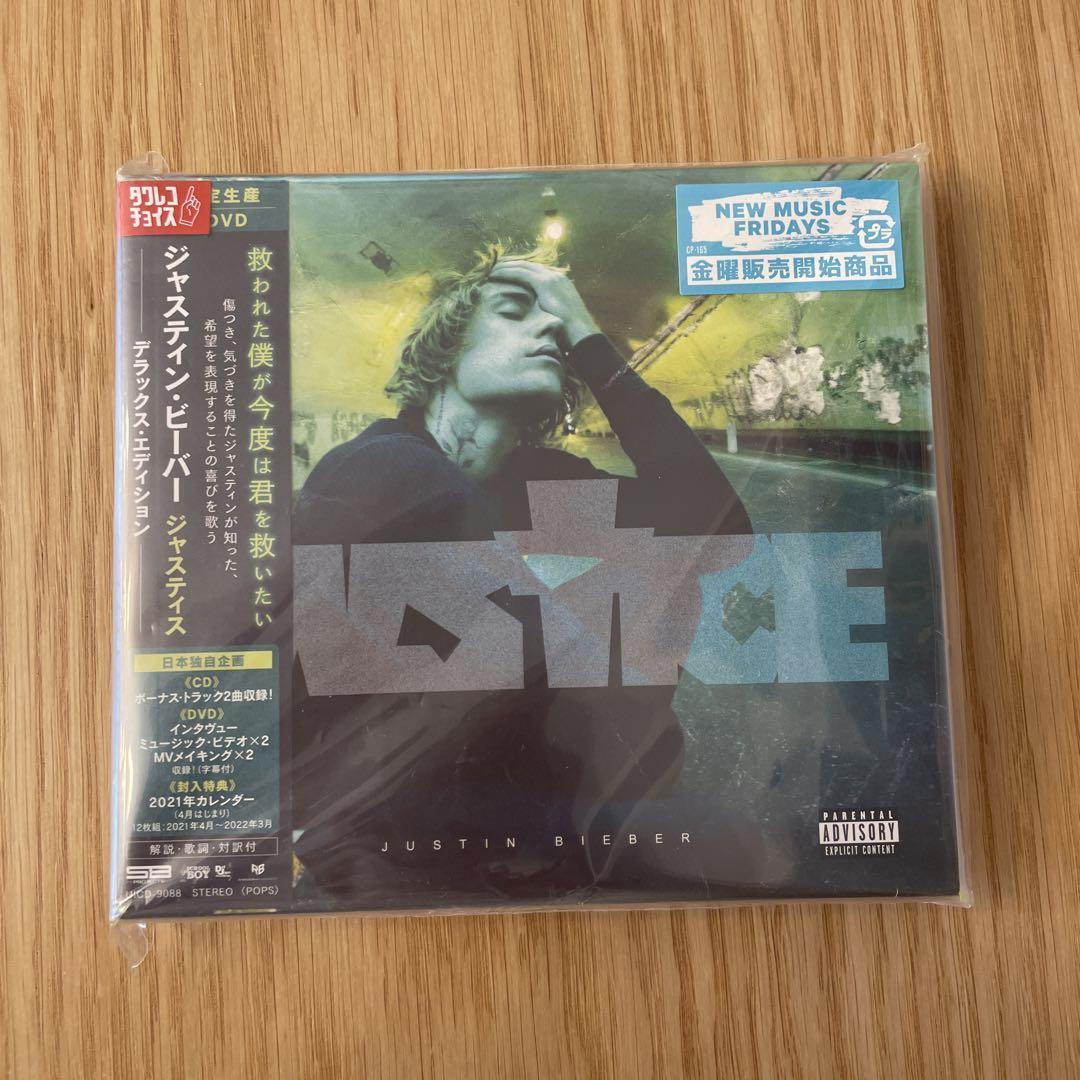 タワレコ
チョイス
定生産
DVD
救われた僕が今度は君を救いたい
傷つき、気づきを得たジャスティンが知った、
希望を表現することの喜びを歌う
ジャスティン・ビーバー ジャスティス
デラックス・エディション
日本独自企画
《CD》
ボーナス・トラック2曲収録!
《DVD》
インタヴュー
ミュージック・ビデオ×2
MVメイキング×2
収録!(字幕付)
《封入特典》
2021年カレンダー
(4月はじまり)
12枚組:2021年4月~2022年3月
解説・歌詞・対訳付
SB
PROJECTS
SCHOOL
BOY
UICD-9088 STEREO (POPS)
NEW MUSIC
FRIDAYS
CP-165
プラ
金曜販売開始商品
USTICE
JUSTIN BIEBER
PARENTAL
ADVISORY
EXPLICIT CONTENT